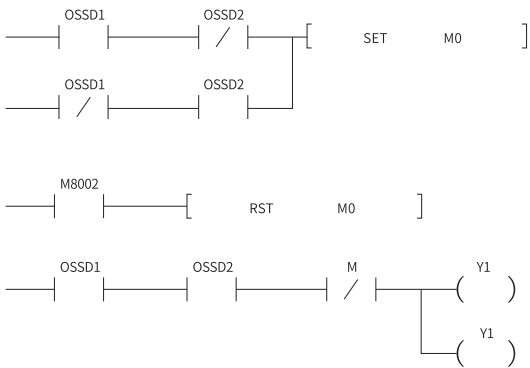 OSSD1 OSSD2
SET M0
OSSD1 OSSD2
M8002
RST M0
OSSD1 OSSD2 M Y1
Y1